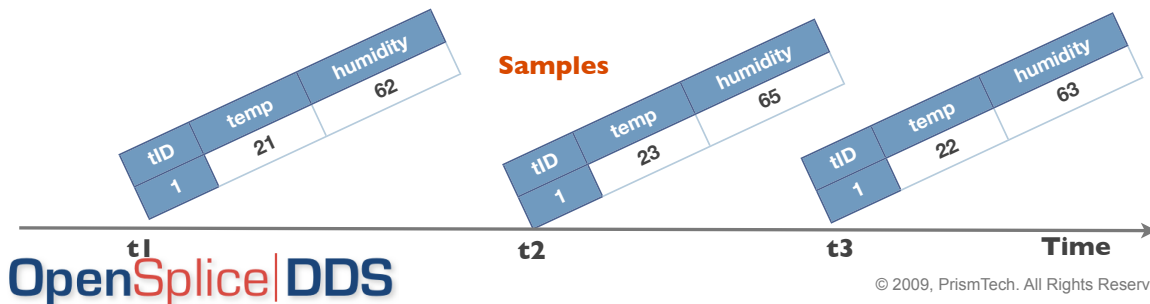 Samples
tID temp humidity
1 21 62
tID temp humidity
1 23 65
tID temp humidity
1 22 63
t1 t2 t3 Time
OpenSplice|DDS
© 2009, PrismTech. All Rights Reserv